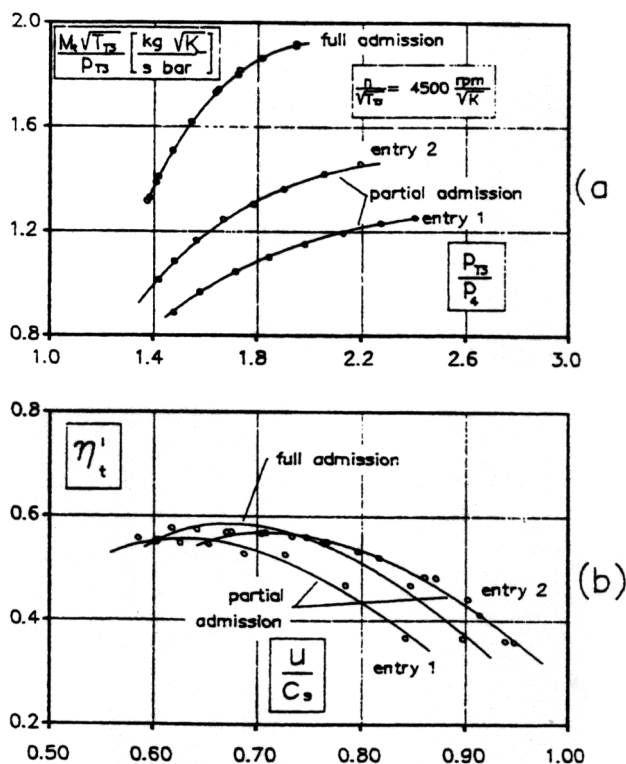 2.0
M_t √T_T3 / P_T3 [kg √K / s bar]
full admission
(a
n / √T_T3 = 4500 rpm / √K
1.6
entry 2
partial admission
1.2
entry 1
P_T3 / P_4
0.8
1.0 1.4 1.8 2.2 2.6 3.0
0.8
η'_t
full admission
0.6
(b)
partial
admission
entry 2
0.4
entry 1
u / C_s
0.2
0.50 0.60 0.70 0.80 0.90 1.00